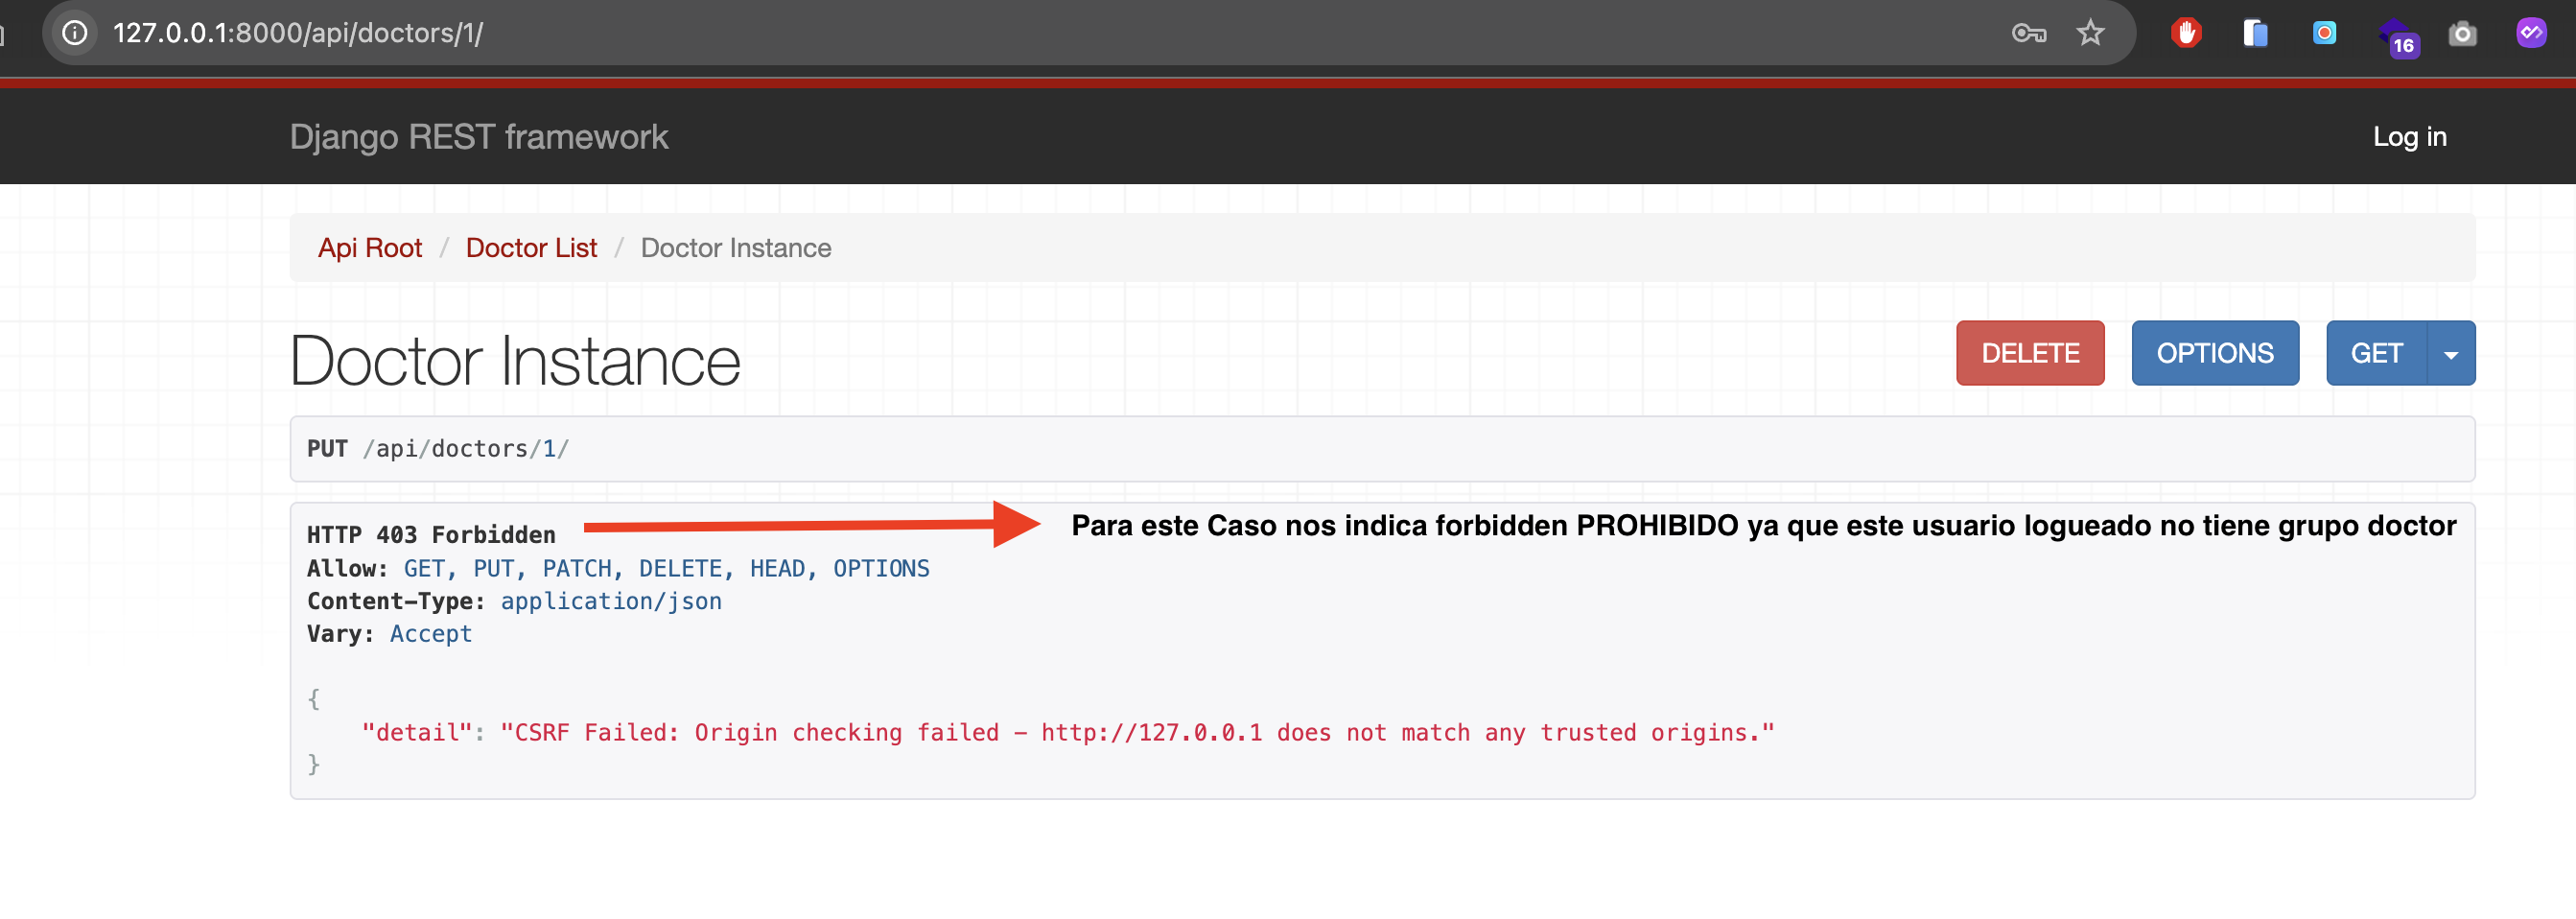 127.0.0.1:8000/api/doctors/1/
16
Django REST framework
Log in
Api Root / Doctor List / Doctor Instance
Doctor Instance
DELETE
OPTIONS
GET
PUT /api/doctors/1/
HTTP 403 Forbidden
Para este Caso nos indica forbidden PROHIBIDO ya que este usuario logueado no tiene grupo doctor
Allow: GET, PUT, PATCH, DELETE, HEAD, OPTIONS
Content-Type: application/json
Vary: Accept
{
"detail": "CSRF Failed: Origin checking failed - http://127.0.0.1 does not match any trusted origins."
}